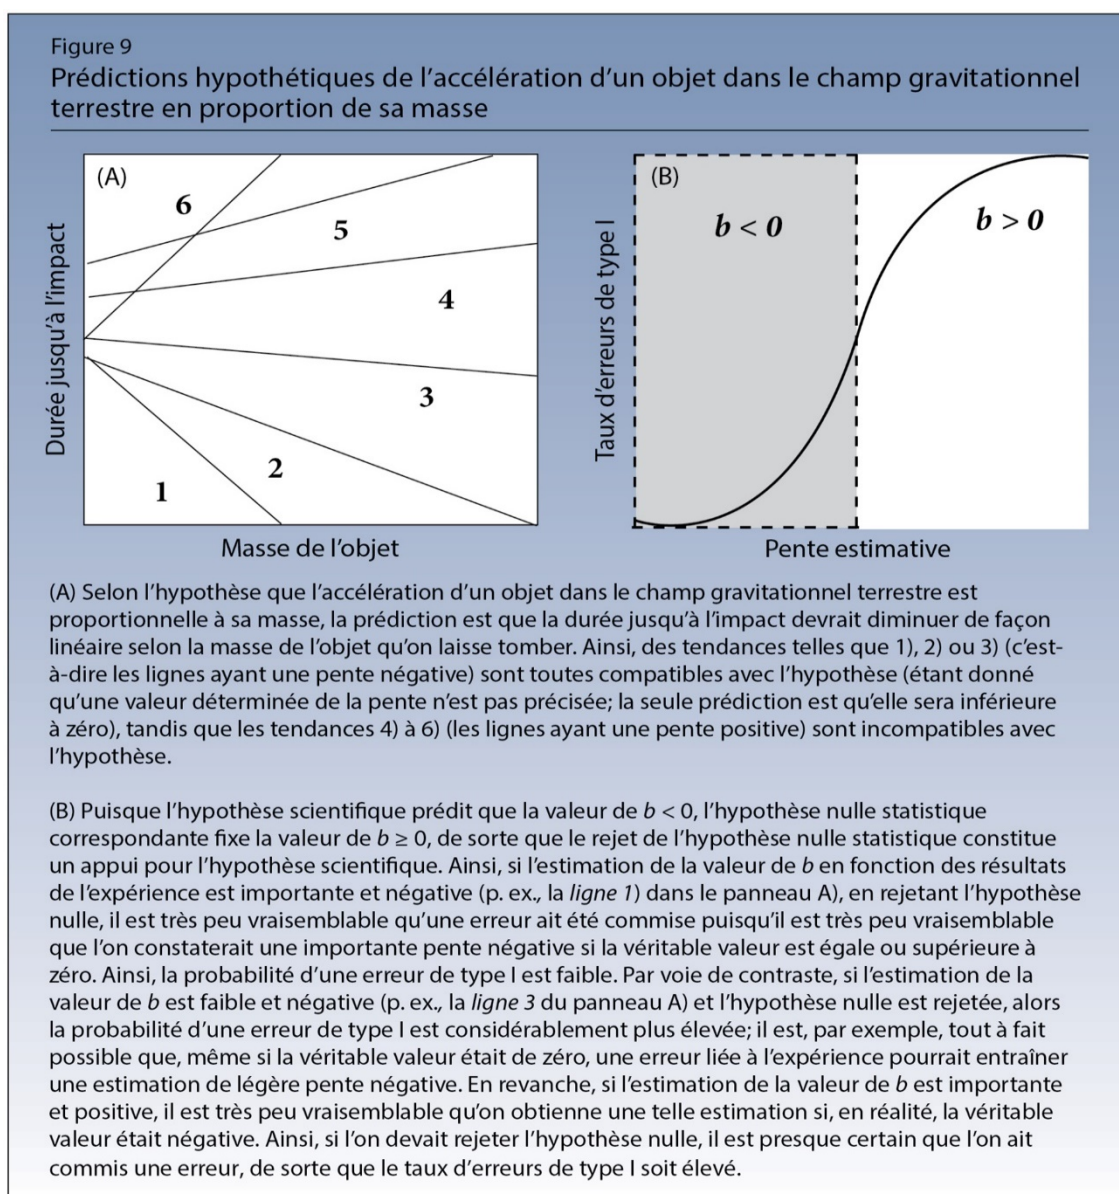 Figure 9
Prédictions hypothétiques de l'accélération d'un objet dans le champ gravitationnel
terrestre en proportion de sa masse
(A)
6
5
4
3
2
1
Durée jusqu'à l'impact
Masse de l'objet
(B)
b < 0
b > 0
Taux d'erreurs de type I
Pente estimative
(A) Selon l'hypothèse que l'accélération d'un objet dans le champ gravitationnel terrestre est
proportionnelle à sa masse, la prédiction est que la durée jusqu'à l'impact devrait diminuer de façon
linéaire selon la masse de l'objet qu'on laisse tomber. Ainsi, des tendances telles que 1), 2) ou 3) (c'est-
à-dire les lignes ayant une pente négative) sont toutes compatibles avec l'hypothèse (étant donné
qu'une valeur déterminée de la pente n'est pas précisée; la seule prédiction est qu'elle sera inférieure
à zéro), tandis que les tendances 4) à 6) (les lignes ayant une pente positive) sont incompatibles avec
l'hypothèse.
(B) Puisque l'hypothèse scientifique prédit que la valeur de b < 0, l'hypothèse nulle statistique
correspondante fixe la valeur de b ≥ 0, de sorte que le rejet de l'hypothèse nulle statistique constitue
un appui pour l'hypothèse scientifique. Ainsi, si l'estimation de la valeur de b en fonction des résultats
de l'expérience est importante et négative (p. ex., la ligne 1) dans le panneau A), en rejetant l'hypothèse
nulle, il est très peu vraisemblable qu'une erreur ait été commise puisqu'il est très peu vraisemblable
que l'on constaterait une importante pente négative si la véritable valeur est égale ou supérieure à
zéro. Ainsi, la probabilité d'une erreur de type I est faible. Par voie de contraste, si l'estimation de la
valeur de b est faible et négative (p. ex., la ligne 3 du panneau A) et l'hypothèse nulle est rejetée, alors
la probabilité d'une erreur de type I est considérablement plus élevée; il est, par exemple, tout à fait
possible que, même si la véritable valeur était de zéro, une erreur liée à l'expérience pourrait entraîner
une estimation de légère pente négative. En revanche, si l'estimation de la valeur de b est importante
et positive, il est très peu vraisemblable qu'on obtienne une telle estimation si, en réalité, la véritable
valeur était négative. Ainsi, si l'on devait rejeter l'hypothèse nulle, il est presque certain que l'on ait
commis une erreur, de sorte que le taux d'erreurs de type I soit élevé.